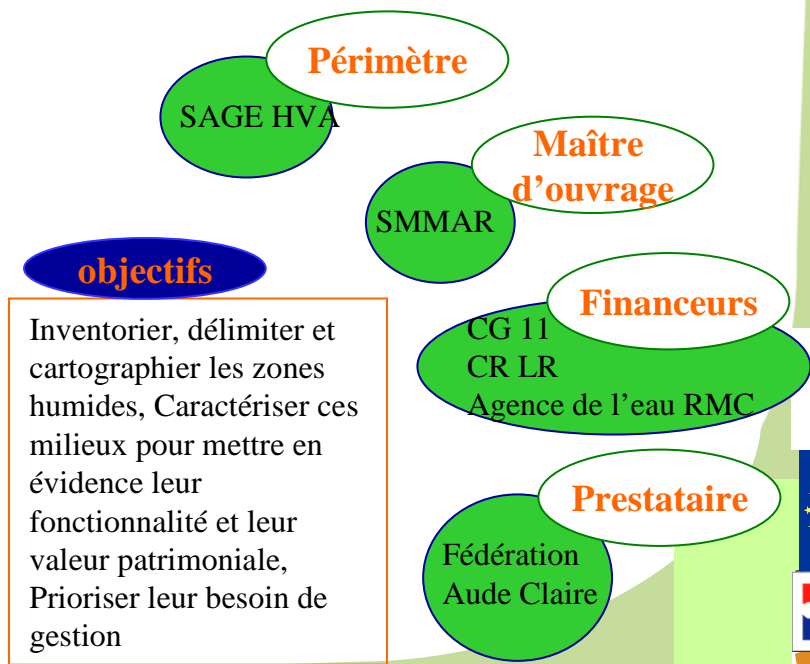 Périmètre
SAGE HVA
Maître
d’ouvrage
SMMAR
objectifs
Inventorier, délimiter et
cartographier les zones
humides, Caractériser ces
milieux pour mettre en
évidence leur
fonctionnalité et leur
valeur patrimoniale,
Prioriser leur besoin de
gestion
Financeurs
CG 11
CR LR
Agence de l’eau RMC
Prestataire
Fédération
Aude Claire